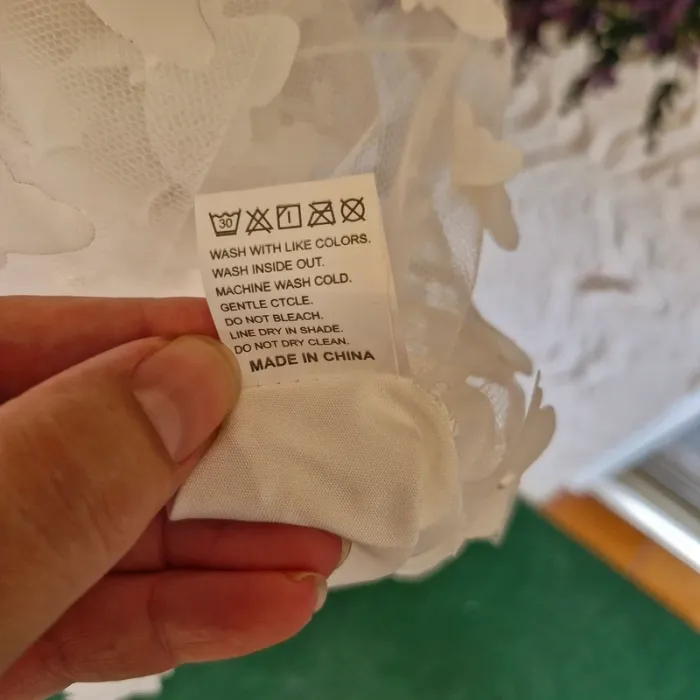 30
WASH WITH LIKE COLORS.
WASH INSIDE OUT.
MACHINE WASH COLD.
GENTLE CTCLE.
DO NOT BLEACH.
LINE DRY IN SHADE.
DO NOT DRY CLEAN.
MADE IN CHINA